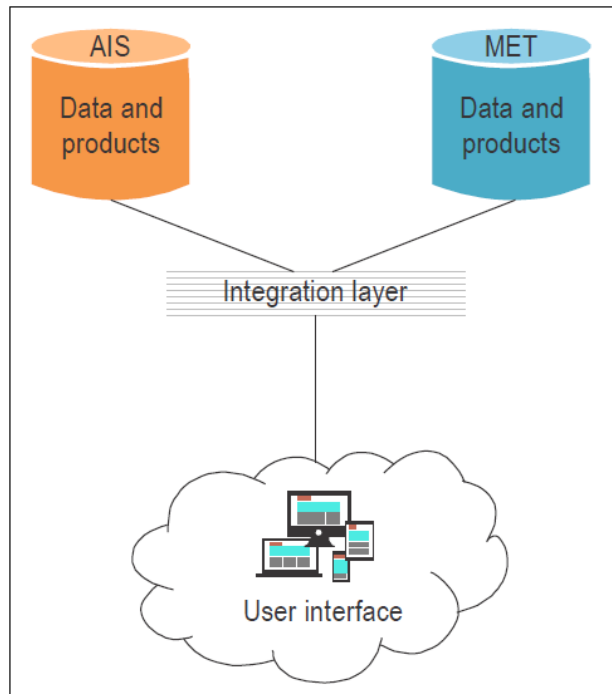 AIS
Data and
products
MET
Data and
products
Integration layer
User interface